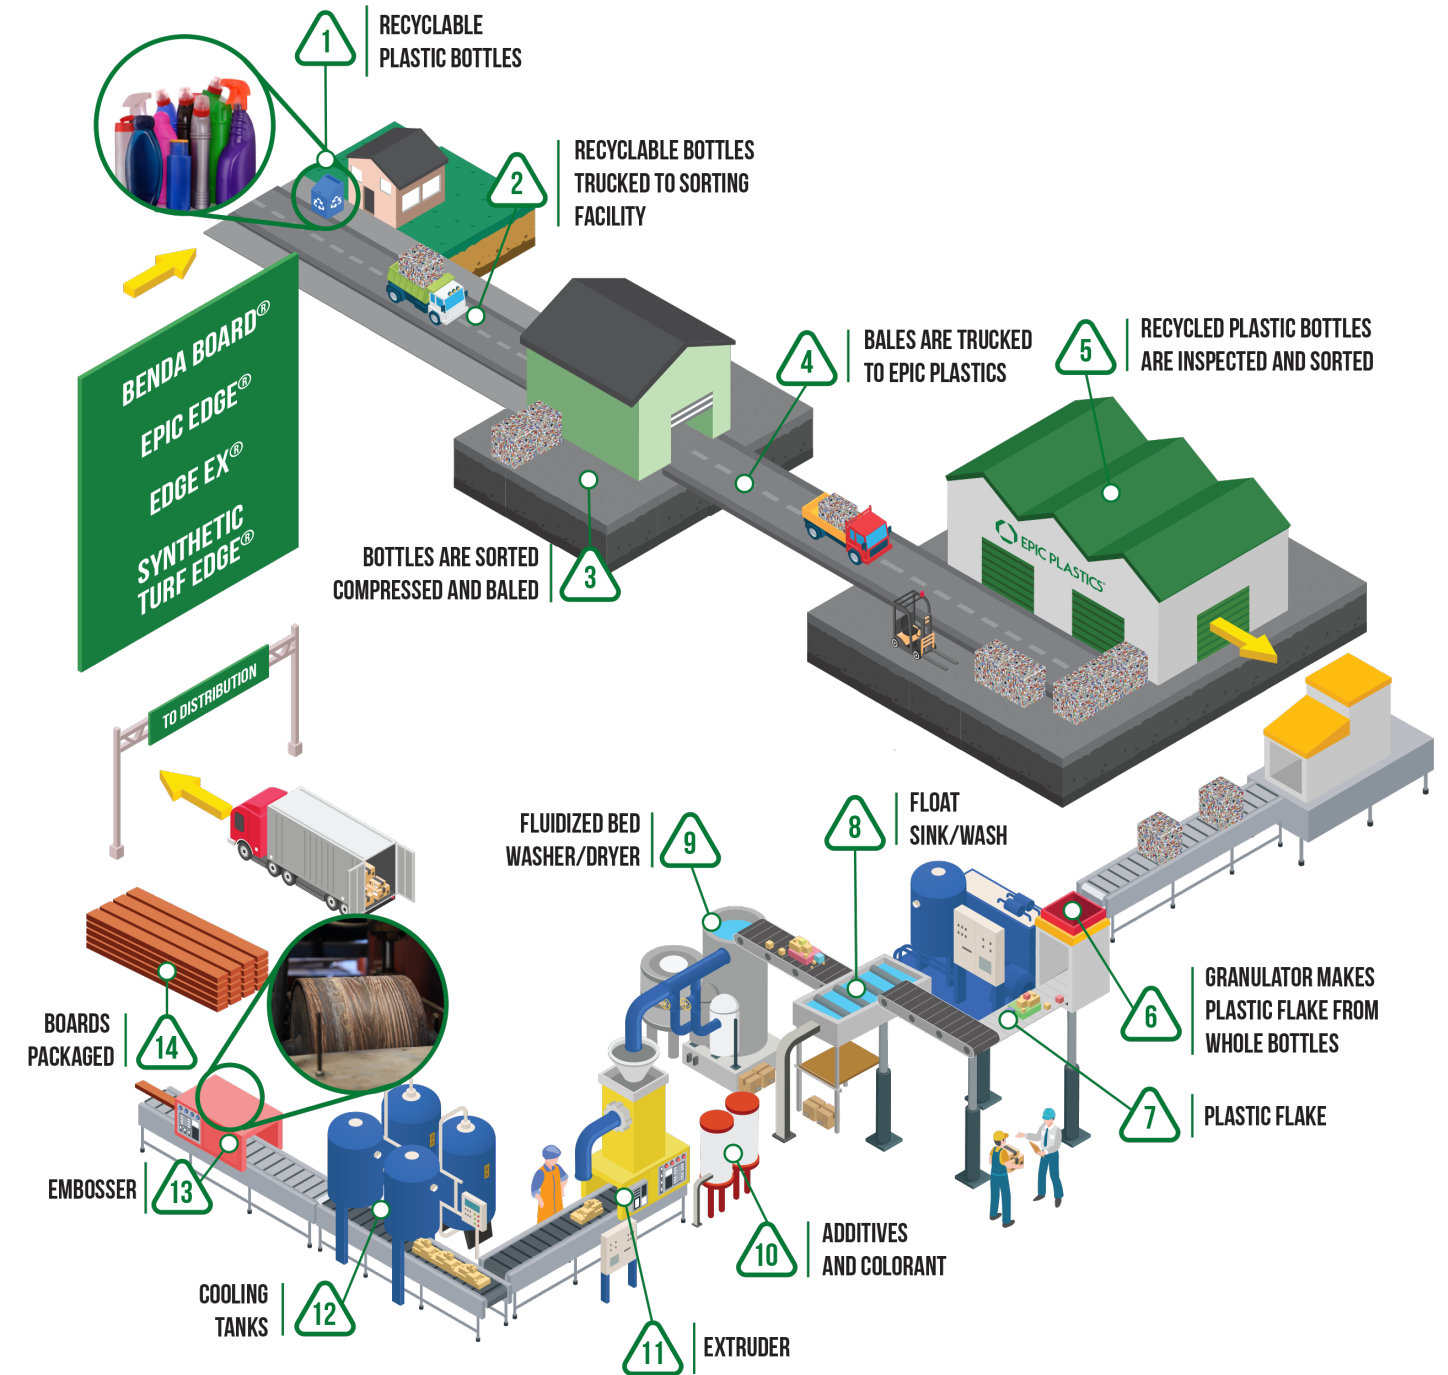 1
RECYCLABLE
PLASTIC BOTTLES
2
RECYCLABLE BOTTLES
TRUCKED TO SORTING
FACILITY
BENDA BOARD®
EPIC EDGE®
EDGE EX®
SYNTHETIC
TURF EDGE®
3
BOTTLES ARE SORTED
COMPRESSED AND BALED
4
BALES ARE TRUCKED
TO EPIC PLASTICS
5
RECYCLED PLASTIC BOTTLES
ARE INSPECTED AND SORTED
EPIC PLASTICS
6
GRANULATOR MAKES
PLASTIC FLAKE FROM
WHOLE BOTTLES
7
PLASTIC FLAKE
8
FLOAT
SINK/WASH
9
FLUIDIZED BED
WASHER/DRYER
10
ADDITIVES
AND COLORANT
11
EXTRUDER
12
COOLING
TANKS
13
EMBOSSER
14
BOARDS
PACKAGED
TO DISTRIBUTION